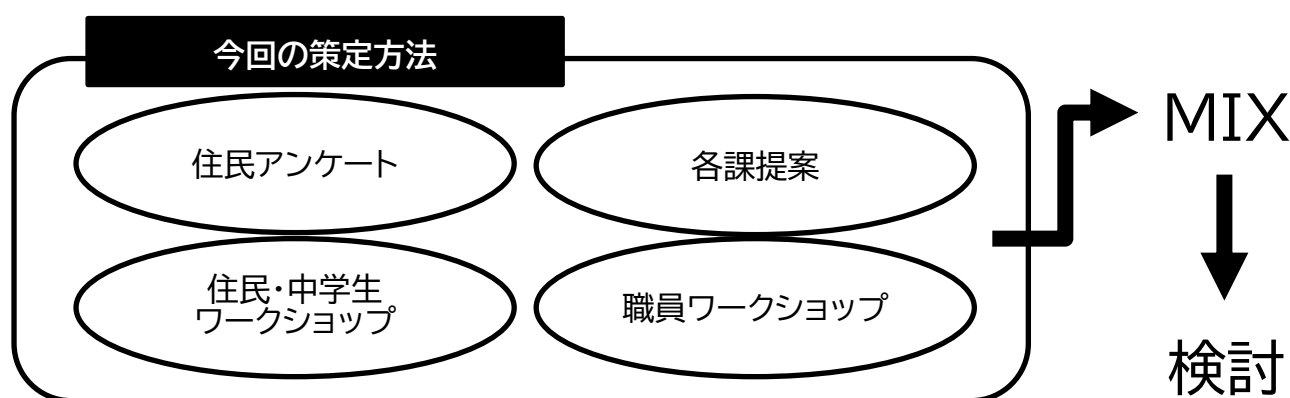 今回の策定方法
住民アンケート
各課提案
住民・中学生
ワークショップ
職員ワークショップ
MIX
検討